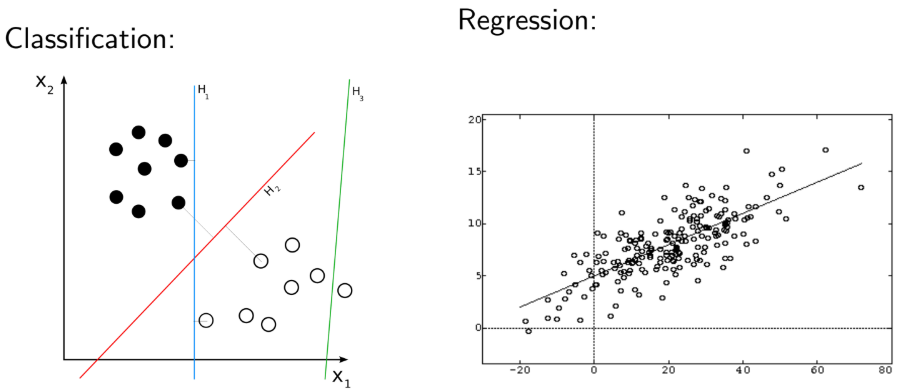 Classification:
X2
H1
H2
H3
X1
Regression:
20
15
10
5
0
-20 0 20 40 60 80